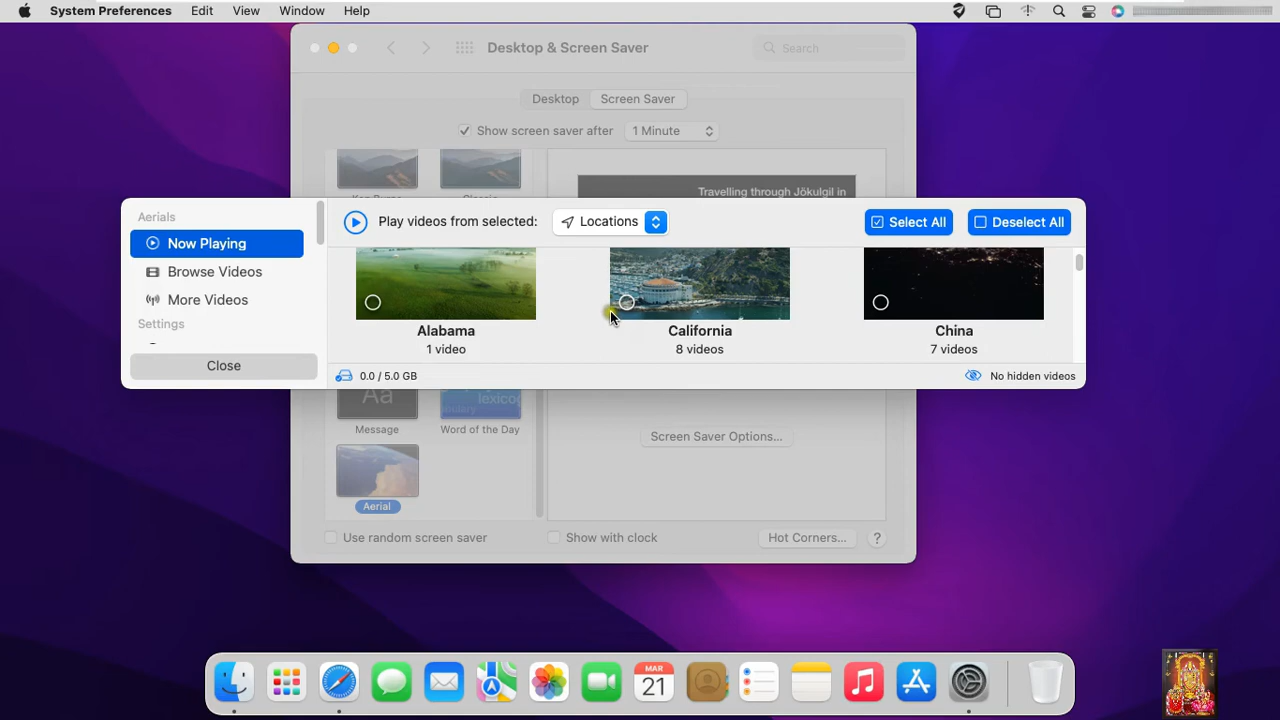 System Preferences Edit View Window Help
Desktop & Screen Saver
Search
Desktop Screen Saver
Show screen saver after 1 Minute
Travelling through Jökulgil in
Aerials
Now Playing
Browse Videos
More Videos
Settings
Close
Play videos from selected: Locations
Select All
Deselect All
Alabama
1 video
California
8 videos
China
7 videos
0.0 / 5.0 GB
No hidden videos
Aa
lexico
Message
Word of the Day
Screen Saver Options...
Aerial
Use random screen saver
Show with clock
Hot Corners...
?
MAR
21